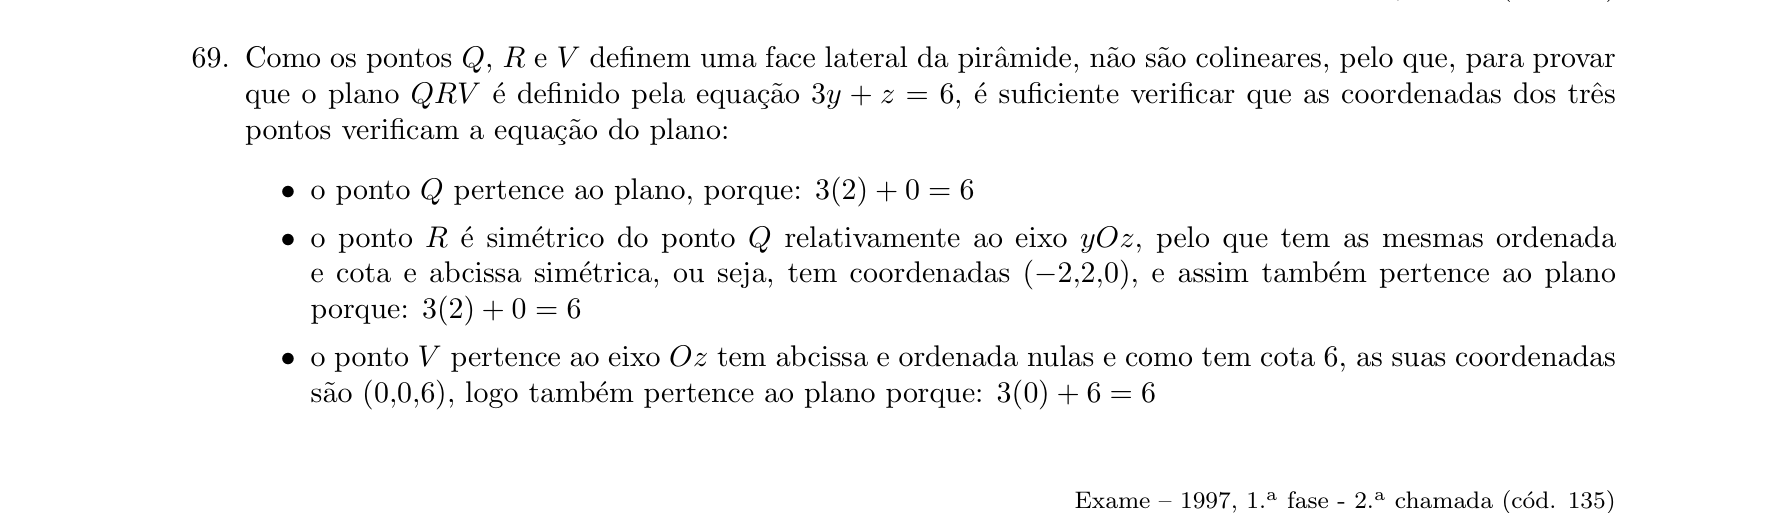 69. Como os pontos Q, R e V definem uma face lateral da pirâmide, não são colineares, pelo que, para provar
que o plano QRV é definido pela equação 3y + z = 6, é suficiente verificar que as coordenadas dos três
pontos verificam a equação do plano:
• o ponto Q pertence ao plano, porque: 3(2) + 0 = 6
• o ponto R é simétrico do ponto Q relativamente ao eixo yOz, pelo que tem as mesmas ordenada
e cota e abcissa simétrica, ou seja, tem coordenadas (−2,2,0), e assim também pertence ao plano
porque: 3(2) + 0 = 6
• o ponto V pertence ao eixo Oz tem abcissa e ordenada nulas e como tem cota 6, as suas coordenadas
são (0,0,6), logo também pertence ao plano porque: 3(0) + 6 = 6
Exame – 1997, 1.ª fase - 2.ª chamada (cód. 135)